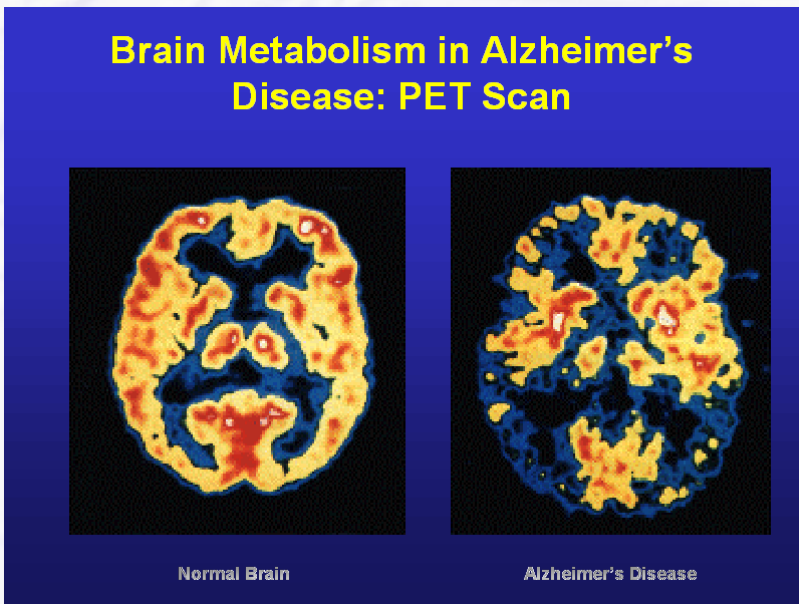 Brain Metabolism in Alzheimer’s
Disease: PET Scan
Normal Brain
Alzheimer’s Disease